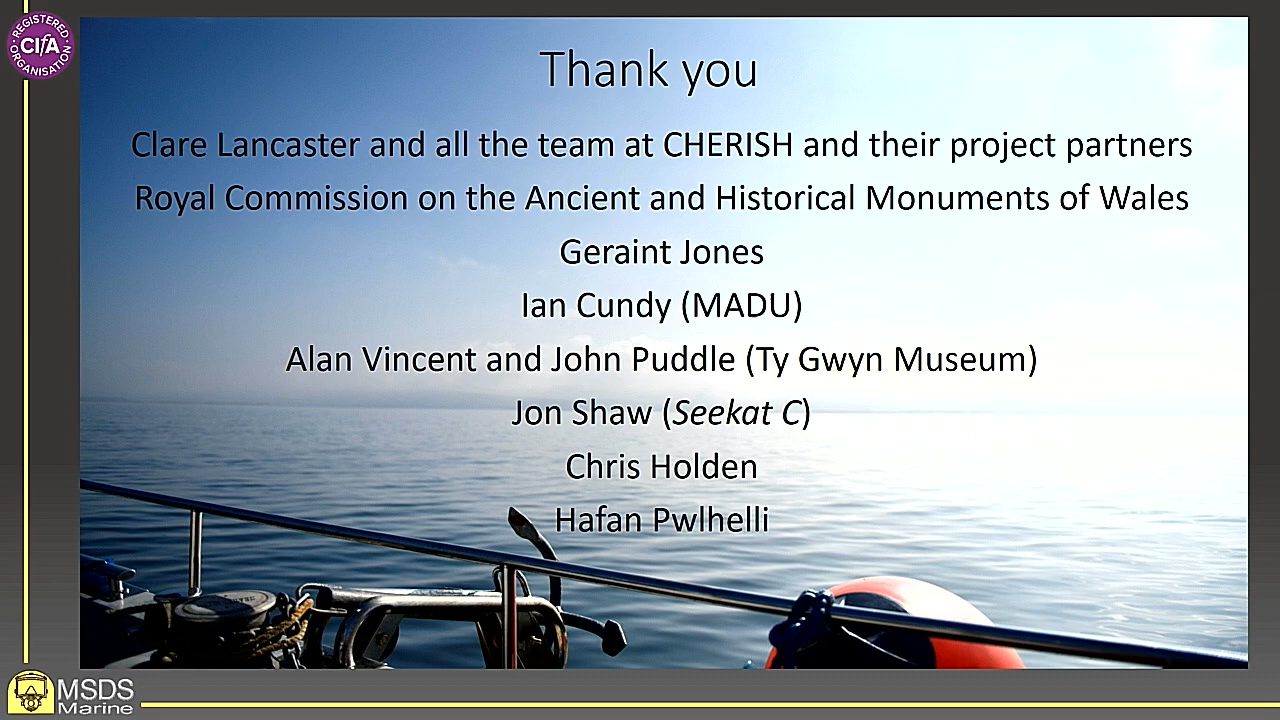 REGISTERED
CIfA
ORGANISATION
Thank you
Clare Lancaster and all the team at CHERISH and their project partners
Royal Commission on the Ancient and Historical Monuments of Wales
Geraint Jones
Ian Cundy (MADU)
Alan Vincent and John Puddle (Ty Gwyn Museum)
Jon Shaw (Seekat C)
Chris Holden
Hafan Pwlhelli
MSDS
Marine